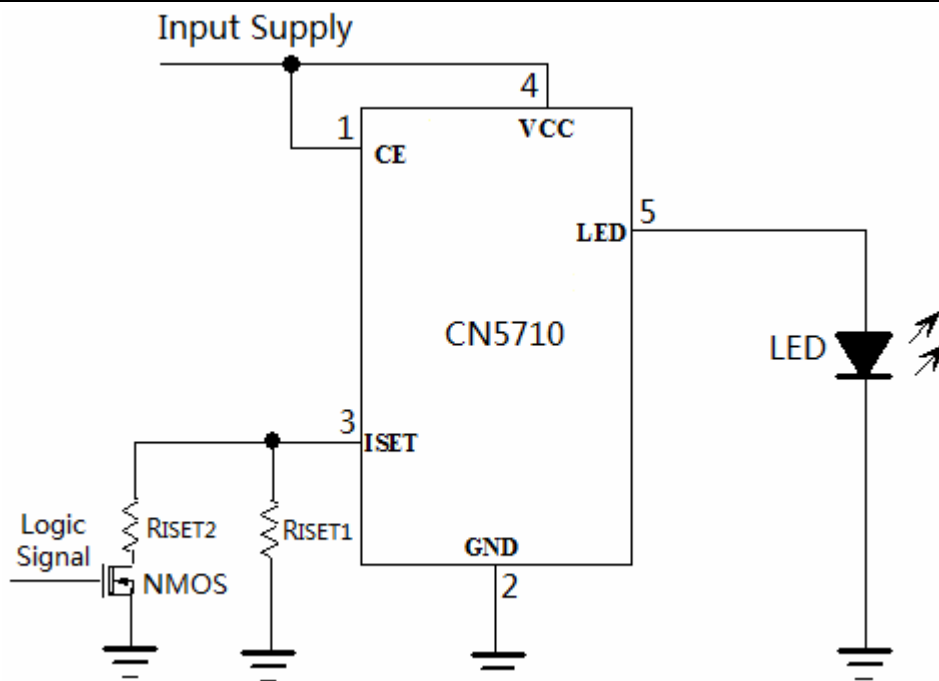 Input Supply
4
VCC
1
CE
5
LED
CN5710
LED
3
ISET
Logic
Signal
RISET2
RISET1
NMOS
GND
2